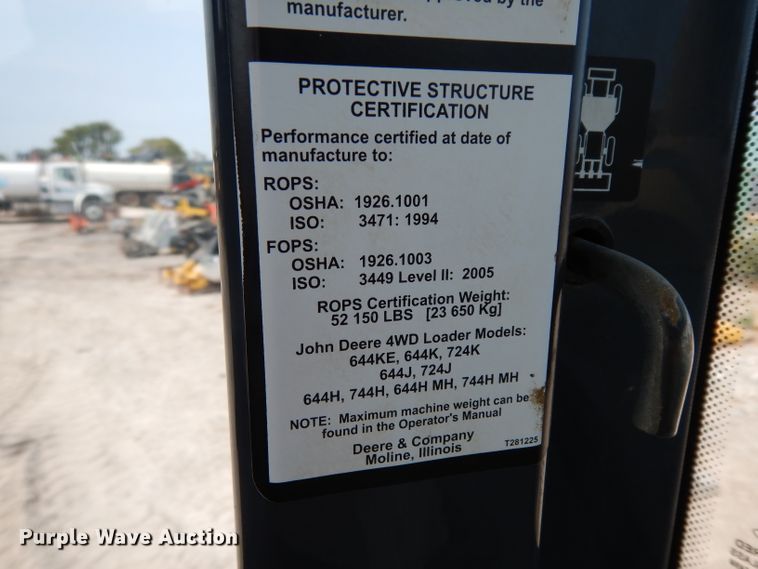 approved by the
manufacturer.
PROTECTIVE STRUCTURE
CERTIFICATION
Performance certified at date of
manufacture to:
ROPS:
OSHA: 1926.1001
ISO: 3471: 1994
FOPS:
OSHA: 1926.1003
ISO: 3449 Level II: 2005
ROPS Certification Weight:
52 150 LBS [23 650 Kg]
John Deere 4WD Loader Models:
644KE, 644K, 724K
644J, 724J
644H, 744H, 644H MH, 744H MH
NOTE: Maximum machine weight can be
found in the Operator's Manual
Deere & Company
Moline, Illinois
T281225
Purple Wave Auction